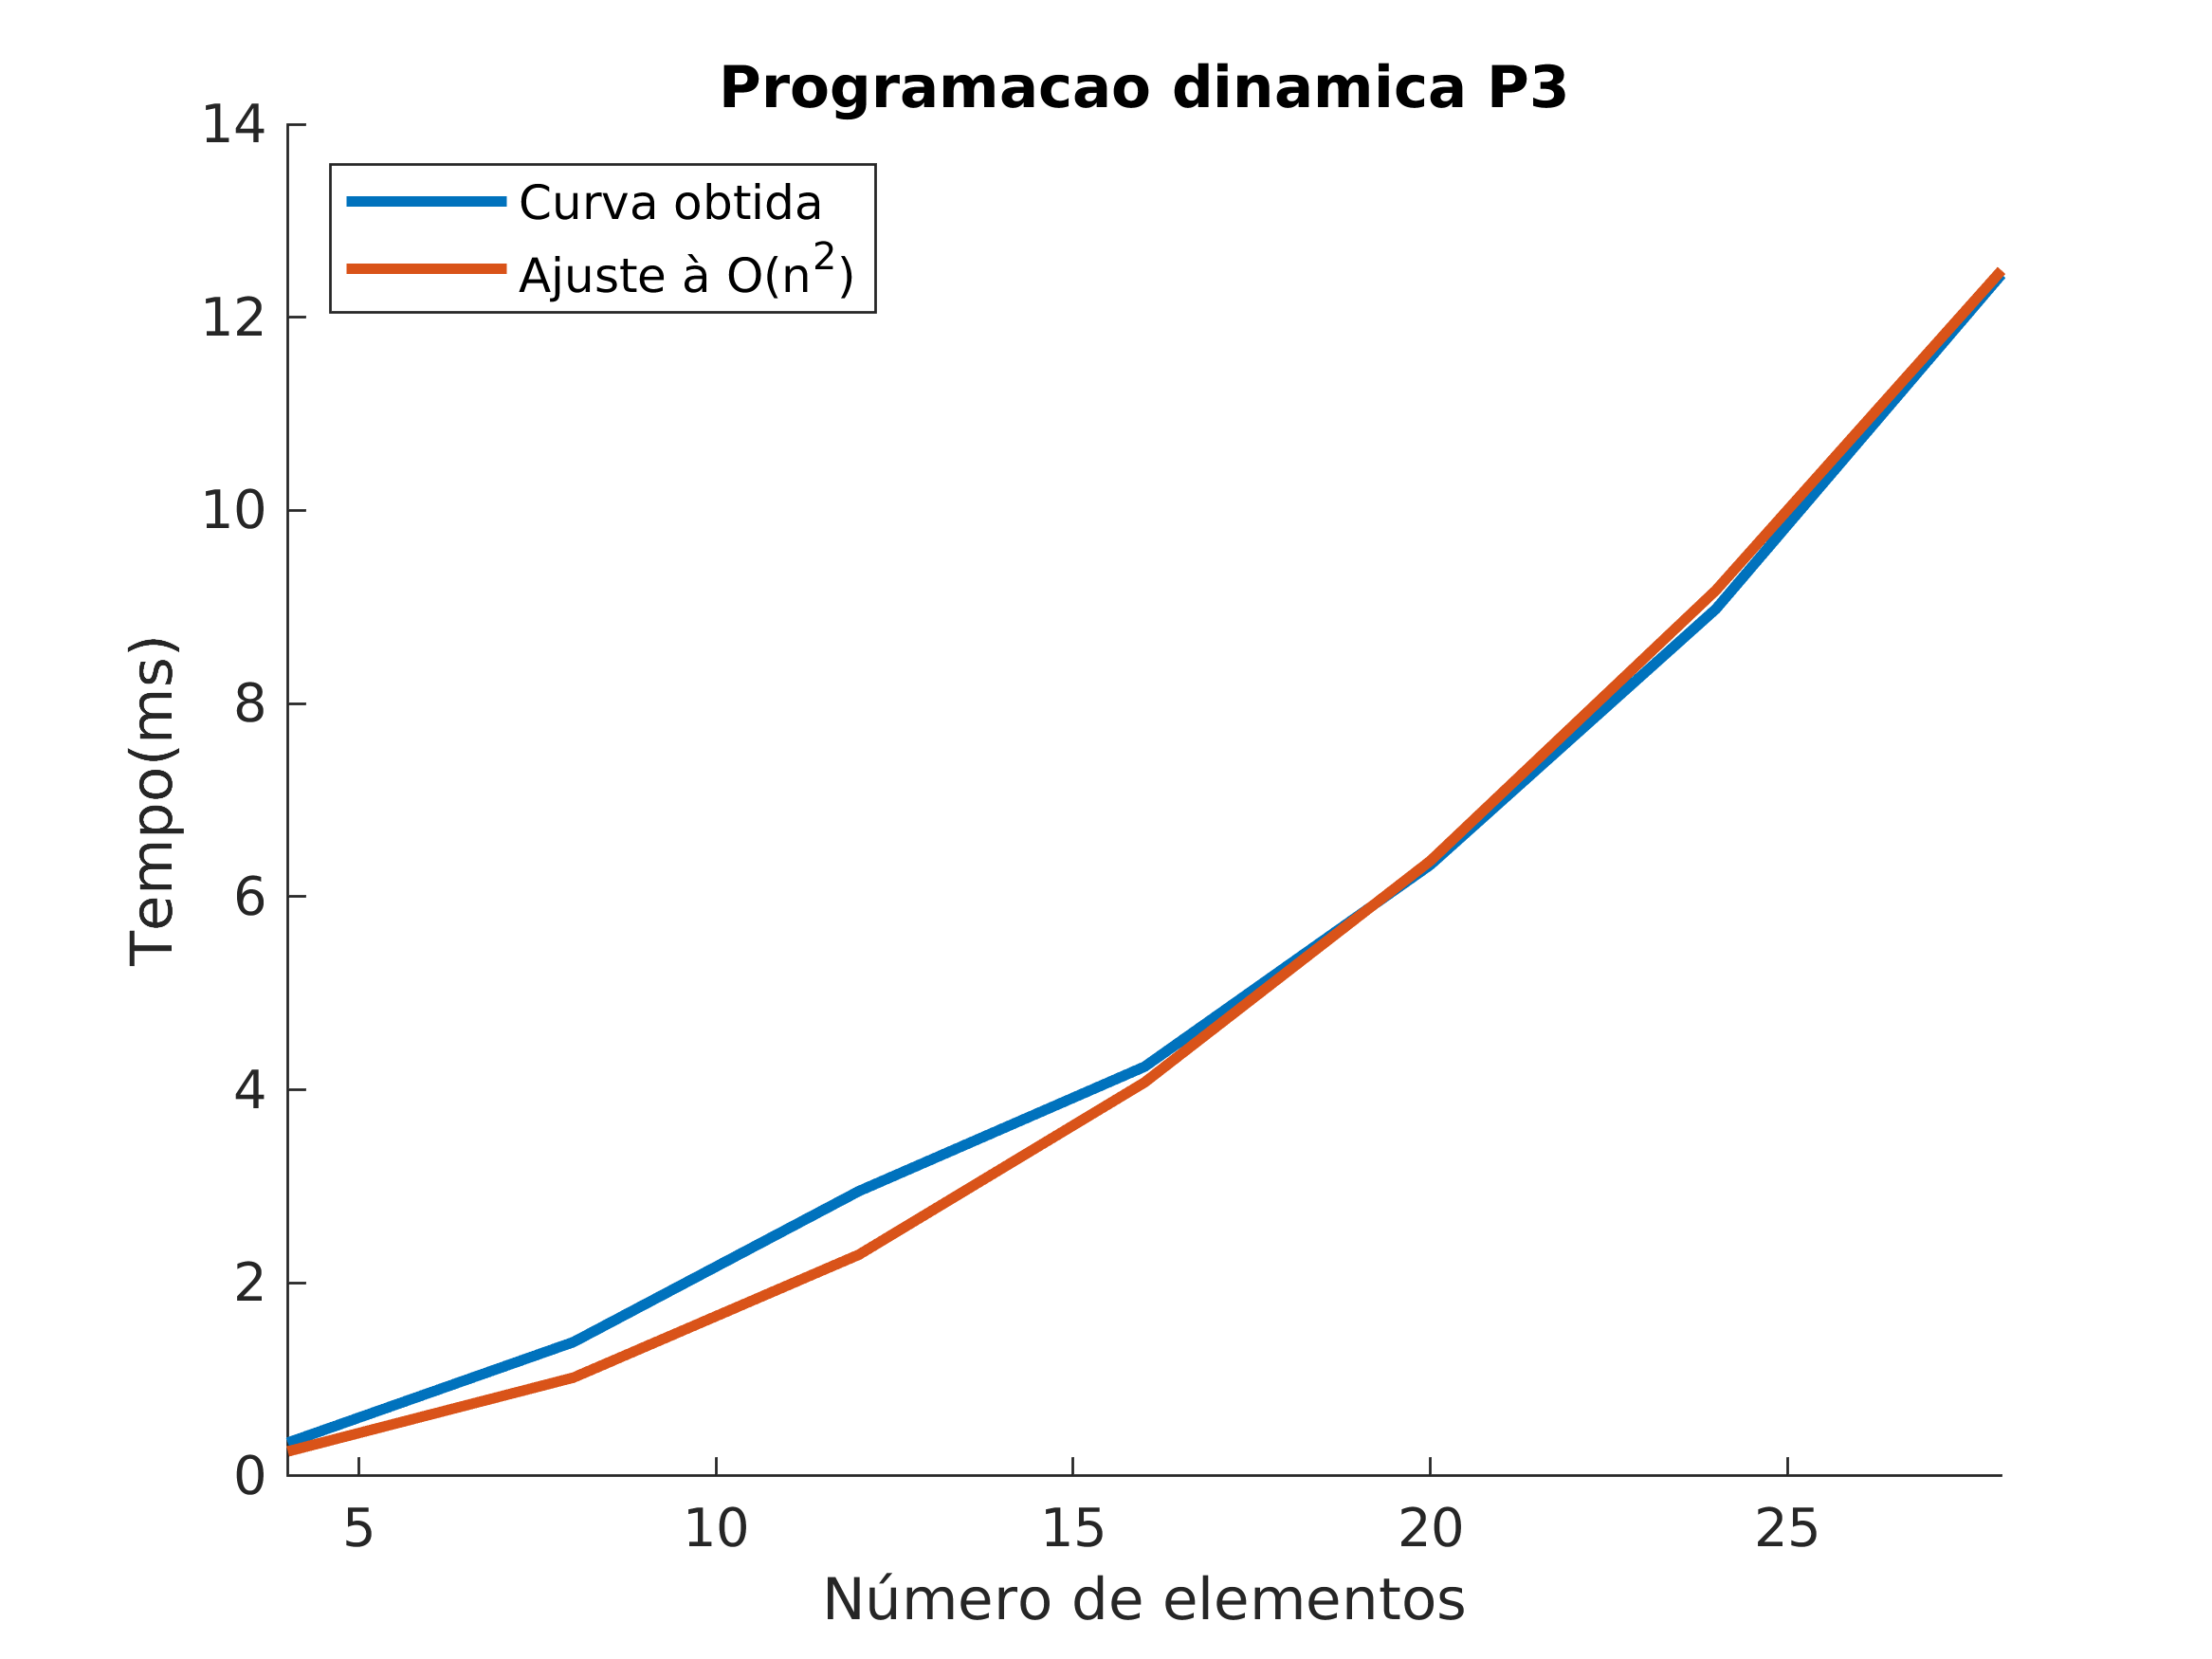 Programacao dinamica P3
Curva obtida
Ajuste à O(n²)
Tempo(ms)
14
12
10
8
6
4
2
0
5 10 15 20 25
Número de elementos